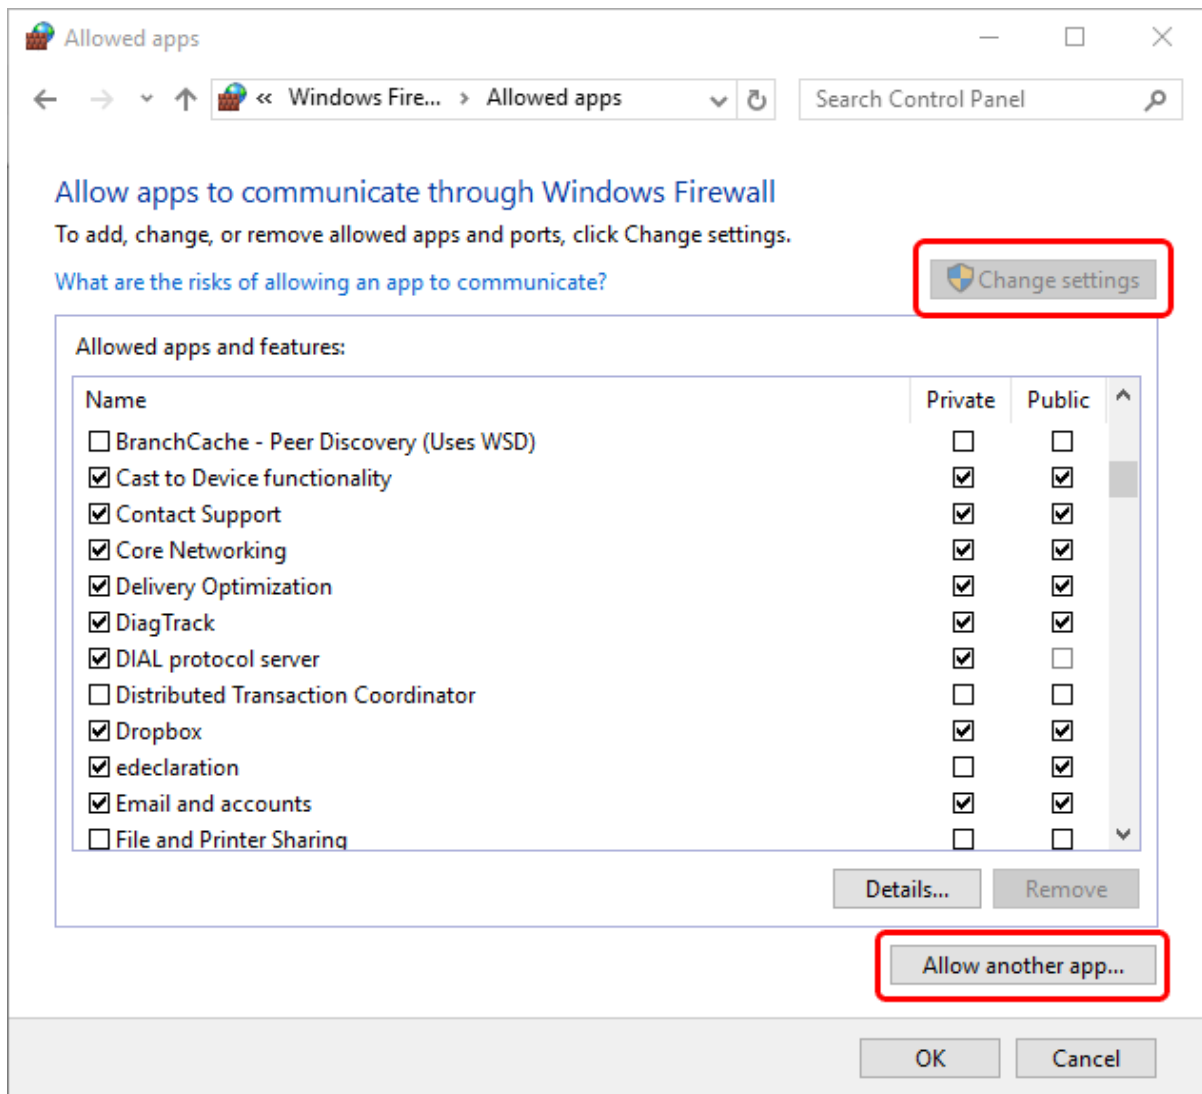 Allowed apps
« Windows Fire... > Allowed apps
Search Control Panel
Allow apps to communicate through Windows Firewall
To add, change, or remove allowed apps and ports, click Change settings.
What are the risks of allowing an app to communicate?
Change settings
Allowed apps and features:
Name Private Public
BranchCache - Peer Discovery (Uses WSD)
Cast to Device functionality
Contact Support
Core Networking
Delivery Optimization
DiagTrack
DIAL protocol server
Distributed Transaction Coordinator
Dropbox
edeclaration
Email and accounts
File and Printer Sharing
Details... Remove
Allow another app...
OK Cancel